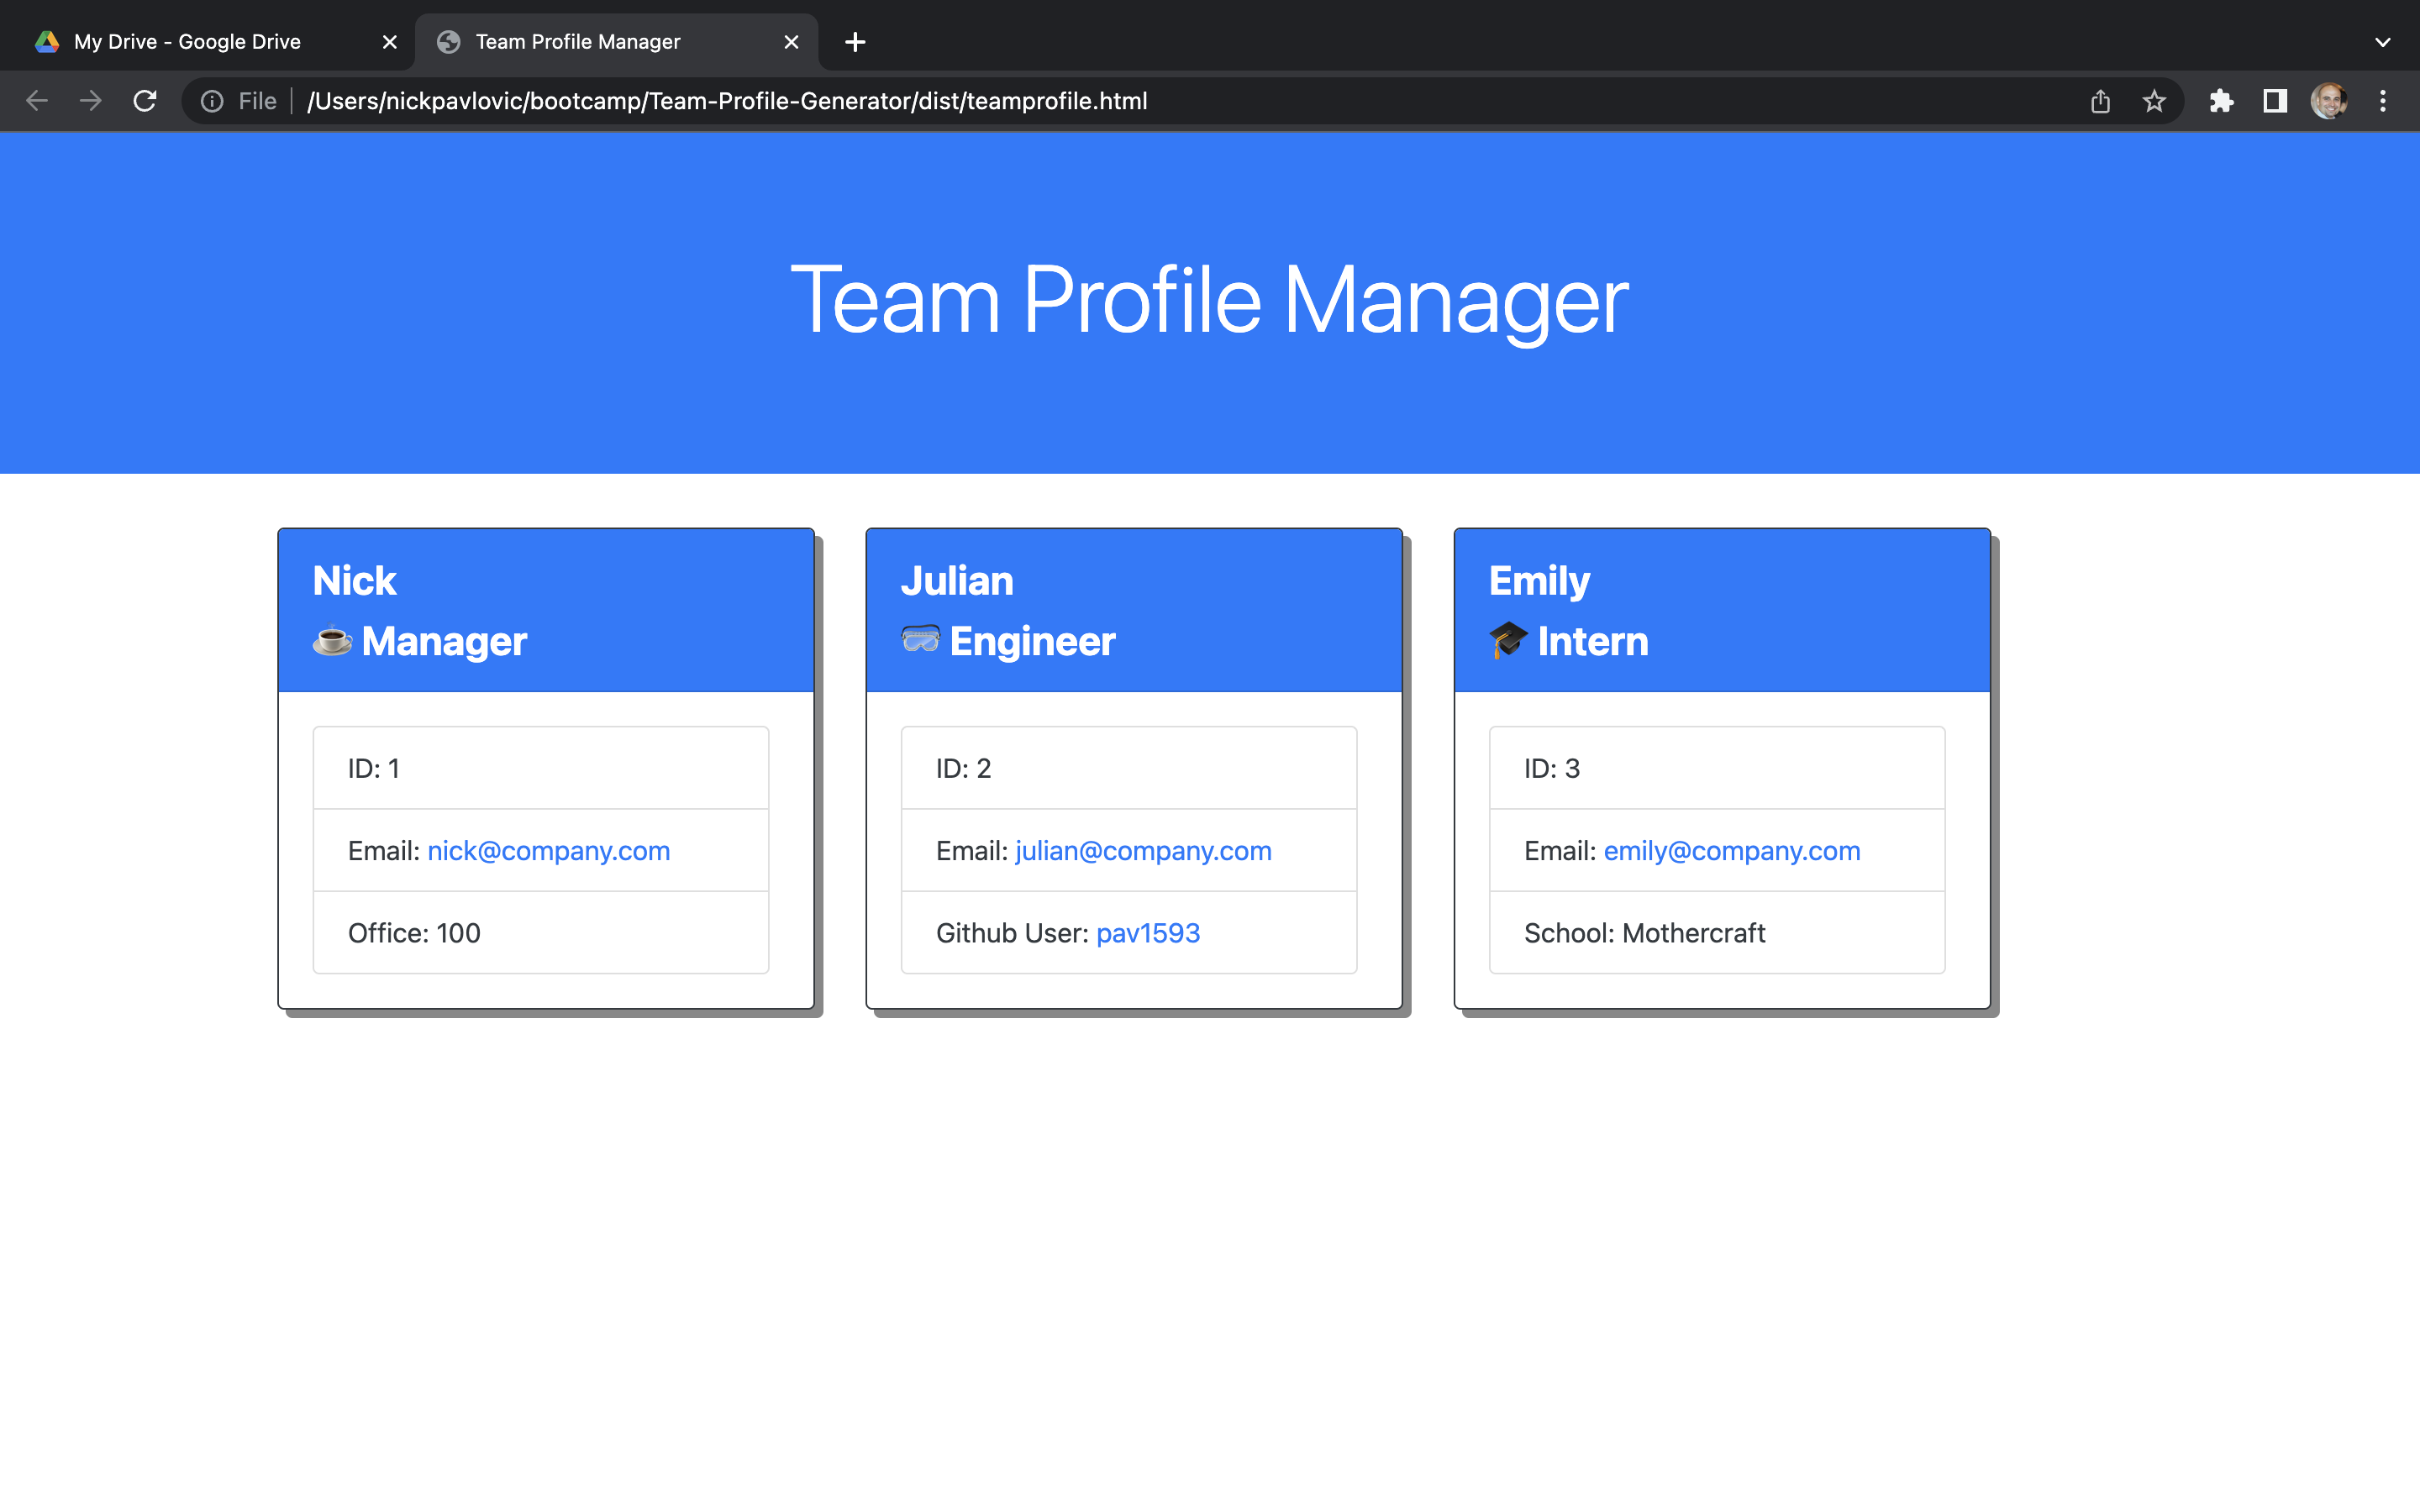 My Drive - Google Drive
Team Profile Manager
File
/Users/nickpavlovic/bootcamp/Team-Profile-Generator/dist/teamprofile.html
Team Profile Manager
Nick
Manager
ID: 1
Email: nick@company.com
Office: 100
Julian
Engineer
ID: 2
Email: julian@company.com
Github User: pav1593
Emily
Intern
ID: 3
Email: emily@company.com
School: Mothercraft